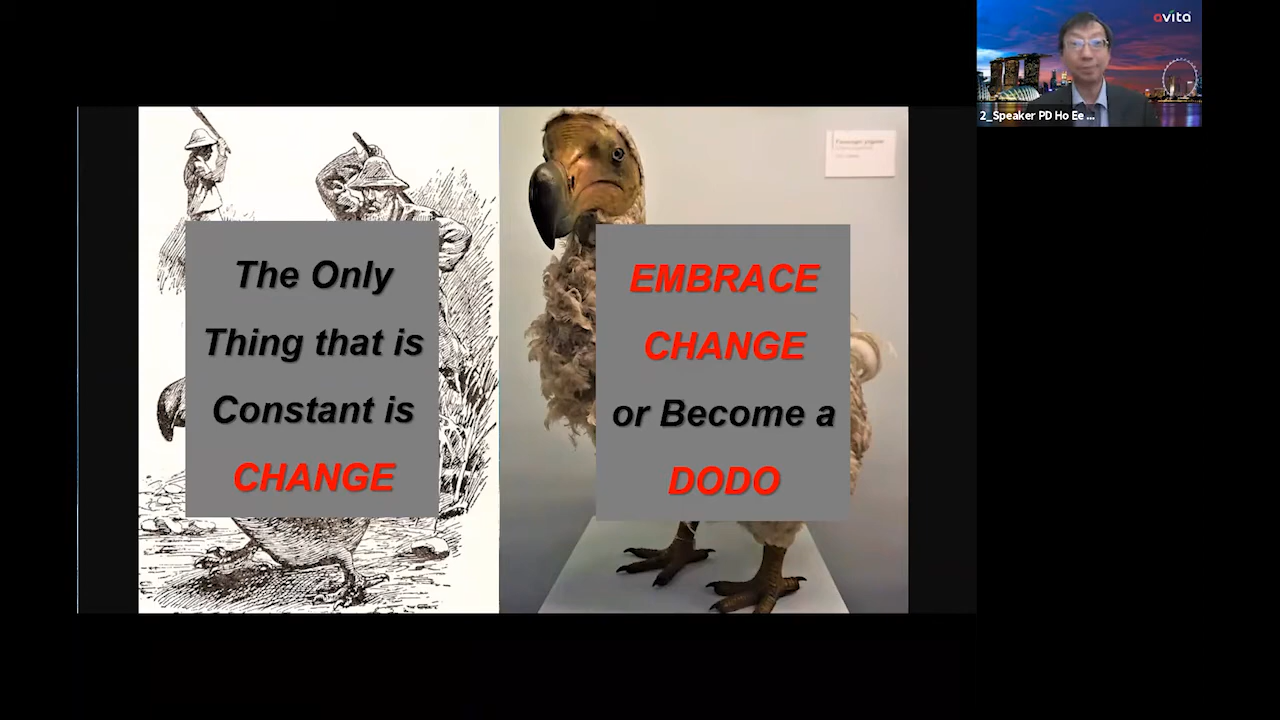 The Only
Thing that is
Constant is
CHANGE
EMBRACE
CHANGE
or Become a
DODO
avita
2_Speaker PD Ho Ee ...